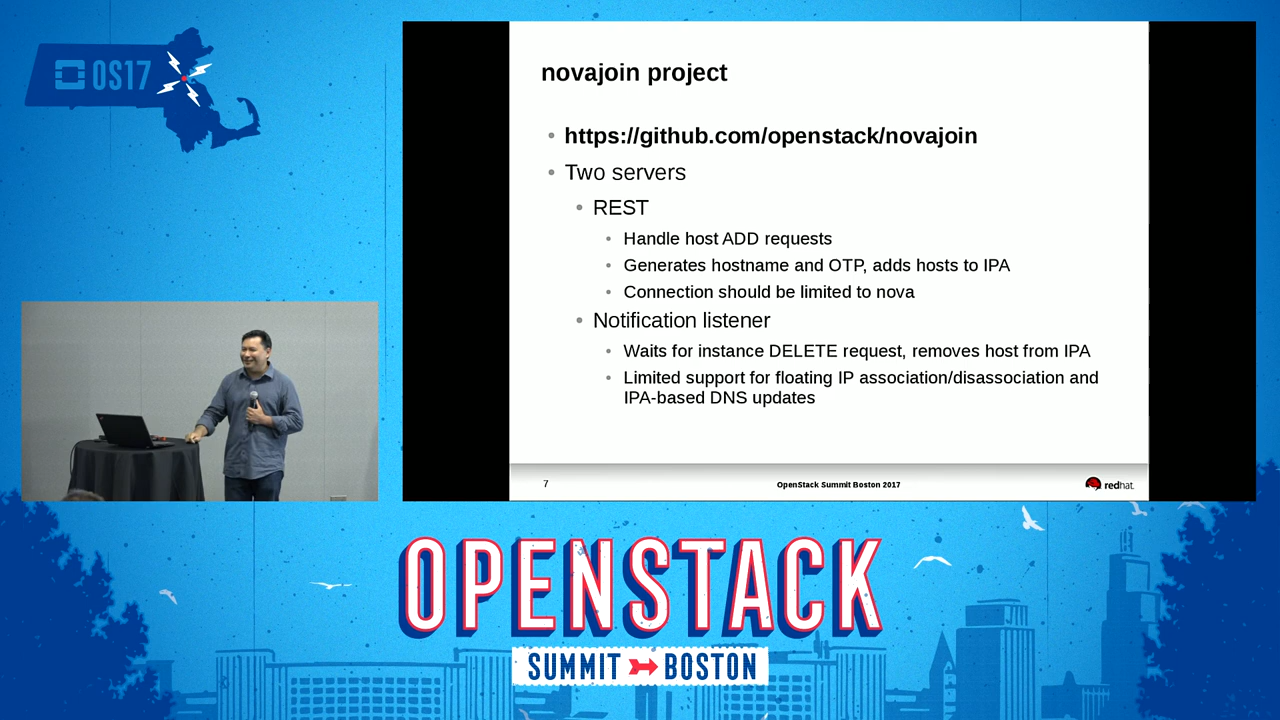 OS17
novajoin project
• https://github.com/openstack/novajoin
• Two servers
• REST
• Handle host ADD requests
• Generates hostname and OTP, adds hosts to IPA
• Connection should be limited to nova
• Notification listener
• Waits for instance DELETE request, removes host from IPA
• Limited support for floating IP association/disassociation and
IPA-based DNS updates
7
OpenStack Summit Boston 2017
redhat.
OPENSTACK
SUMMIT BOSTON